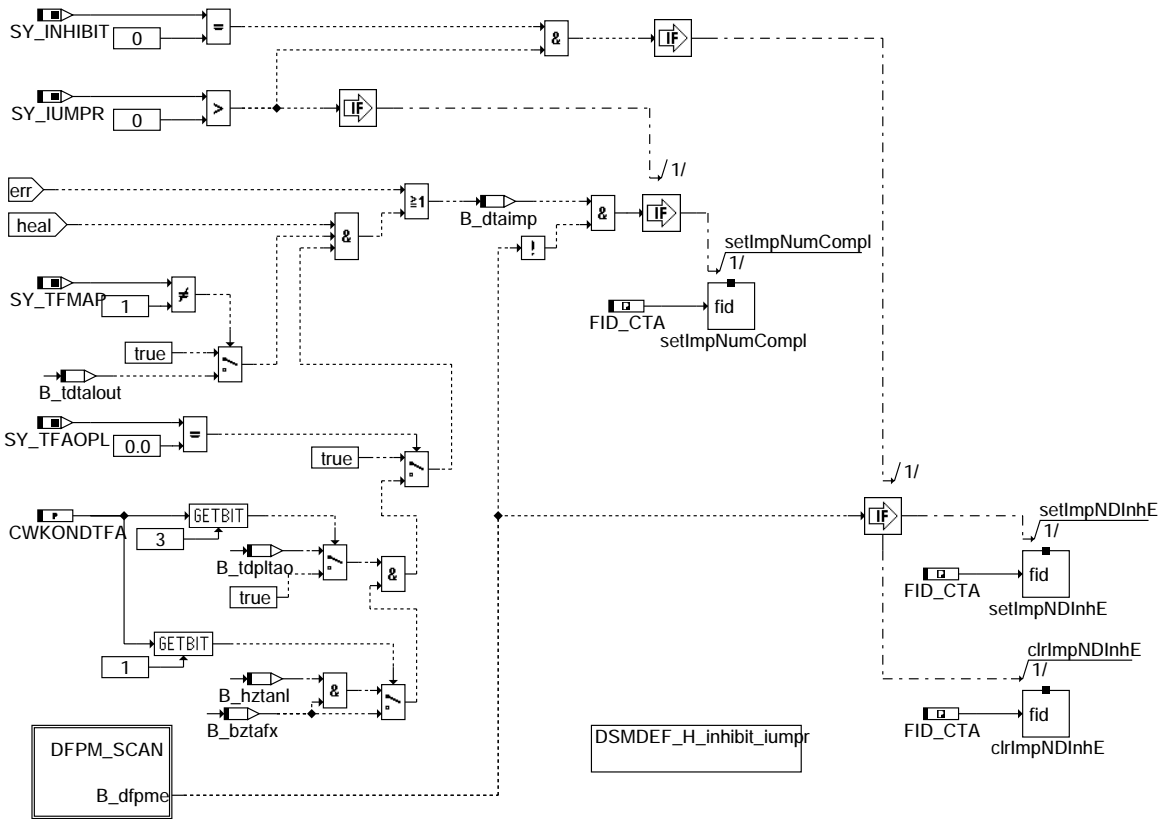 SY_INHIBIT
0
=
&
IF
SY_IUMPR
0
>
IF
1/
err
heal
≧1
&
B_dtaimp
&
IF
!
setImpNumCompl
1/
SY_TFMAP
1
≠
FID_CTA
fid
setImpNumCompl
true
B_tdtalout
SY_TFAOPL
0.0
=
true
1/
CWKONDTFA
GETBIT
3
IF
setImpNDInhE
1/
B_tdpltao
true
&
FID_CTA
fid
setImpNDInhE
GETBIT
1
clrImpNDInhE
1/
B_hztanl
&
B_bztafx
FID_CTA
fid
clrImpNDInhE
DFPM_SCAN
B_dfpme
DSMDEF_H_inhibit_iumpr